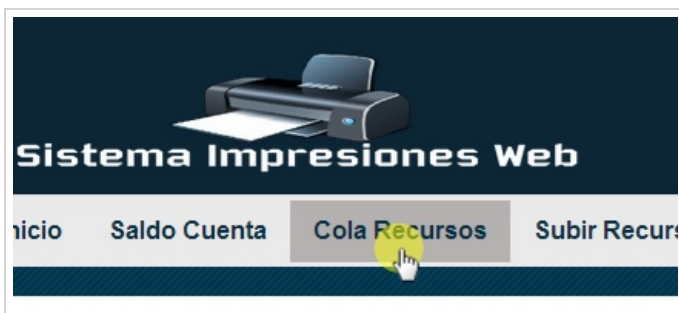 Sistema Impresiones Web
nicio Saldo Cuenta Cola Recursos Subir Recurs